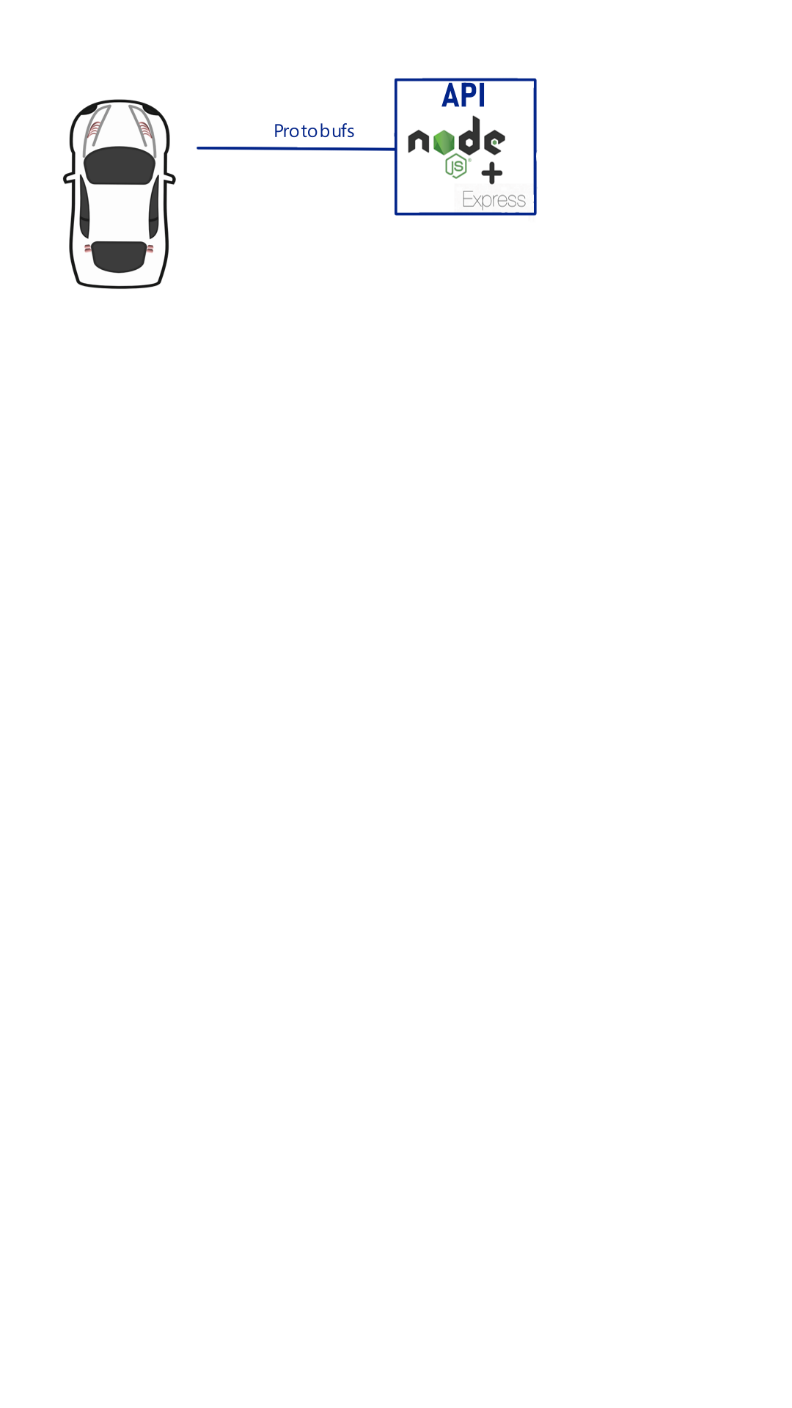 API
Protobufs
node
JS
+
Express